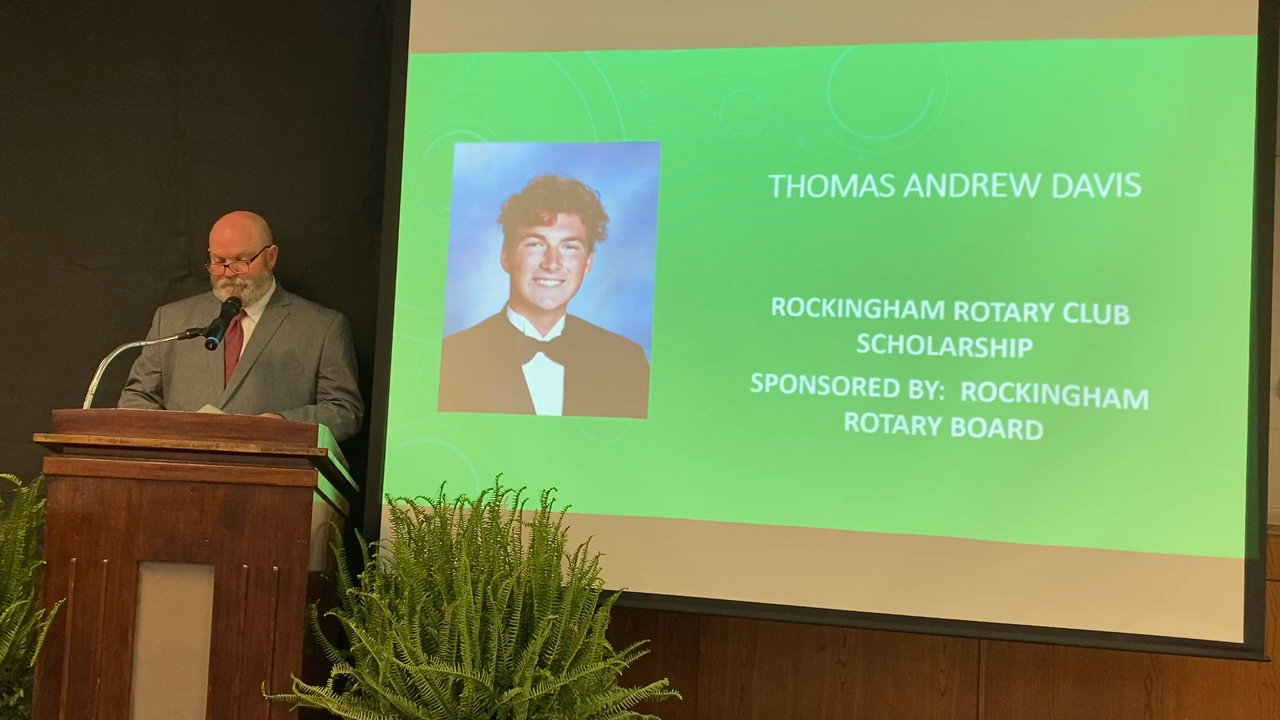 THOMAS ANDREW DAVIS
ROCKINGHAM ROTARY CLUB
SCHOLARSHIP
SPONSORED BY: ROCKINGHAM
ROTARY BOARD